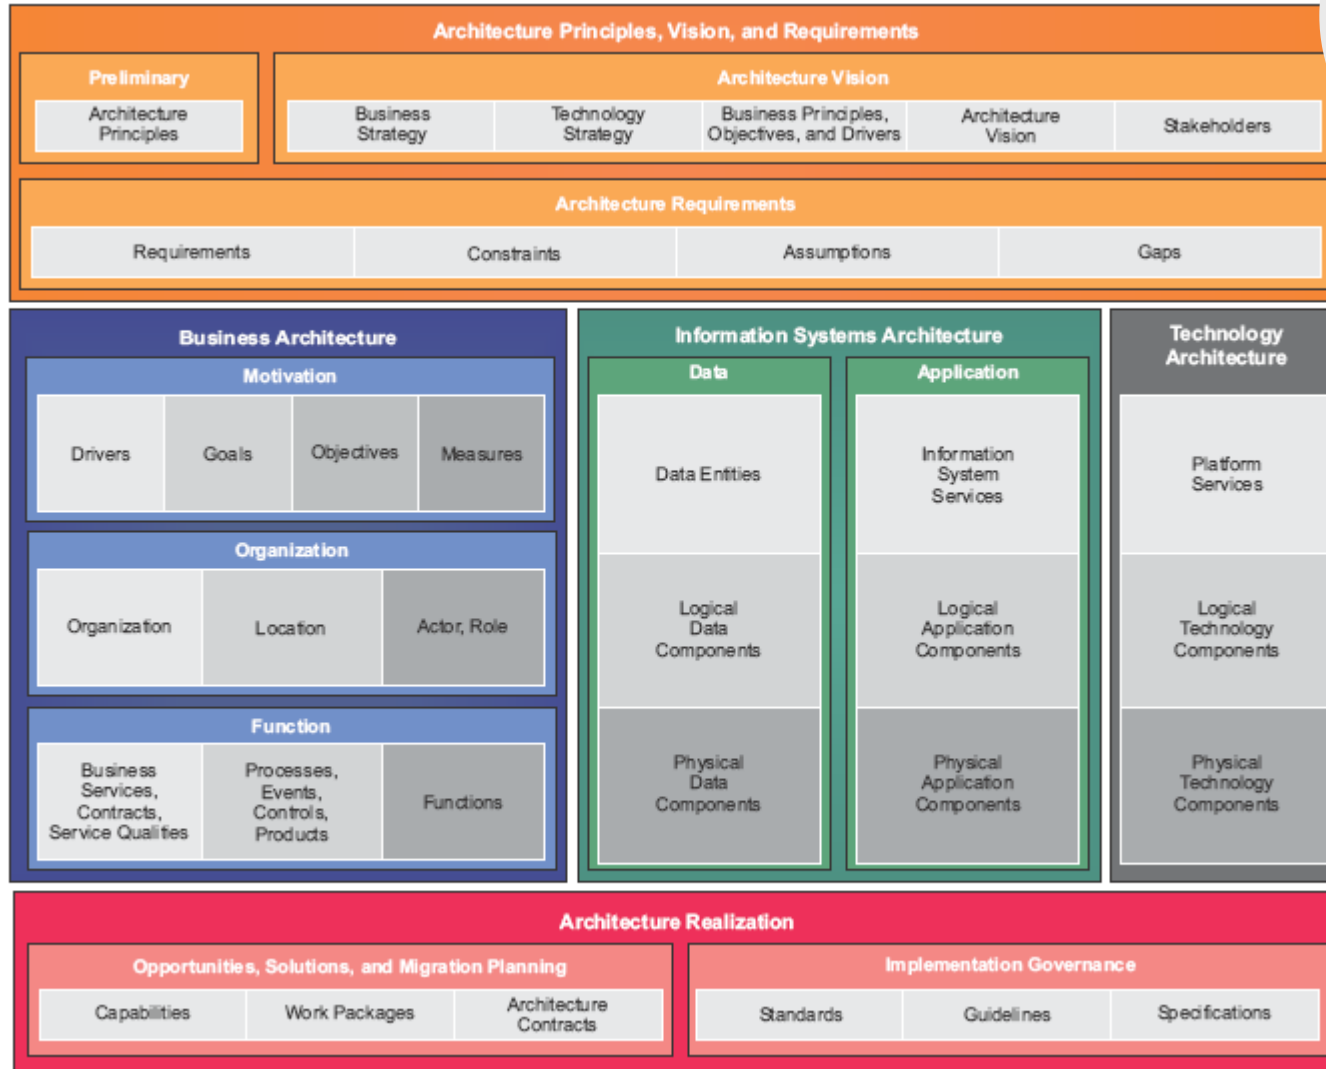 Architecture Principles, Vision, and Requirements
Preliminary
Architecture
Principles
Architecture Vision
Business
Strategy
Technology
Strategy
Business Principles,
Objectives, and Drivers
Architecture
Vision
Stakeholders
Architecture Requirements
Requirements
Constraints
Assumptions
Gaps
Business Architecture
Motivation
Drivers
Goals
Objectives
Measures
Organization
Organization
Location
Actor, Role
Function
Business
Services,
Contracts,
Service Qualities
Processes,
Events,
Controls,
Products
Functions
Information Systems Architecture
Data
Data Entities
Logical
Data
Components
Physical
Data
Components
Application
Information
System
Services
Logical
Application
Components
Physical
Application
Components
Technology
Architecture
Platform
Services
Logical
Technology
Components
Physical
Technology
Components
Architecture Realization
Opportunities, Solutions, and Migration Planning
Capabilities
Work Packages
Architecture
Contracts
Implementation Governance
Standards
Guidelines
Specifications